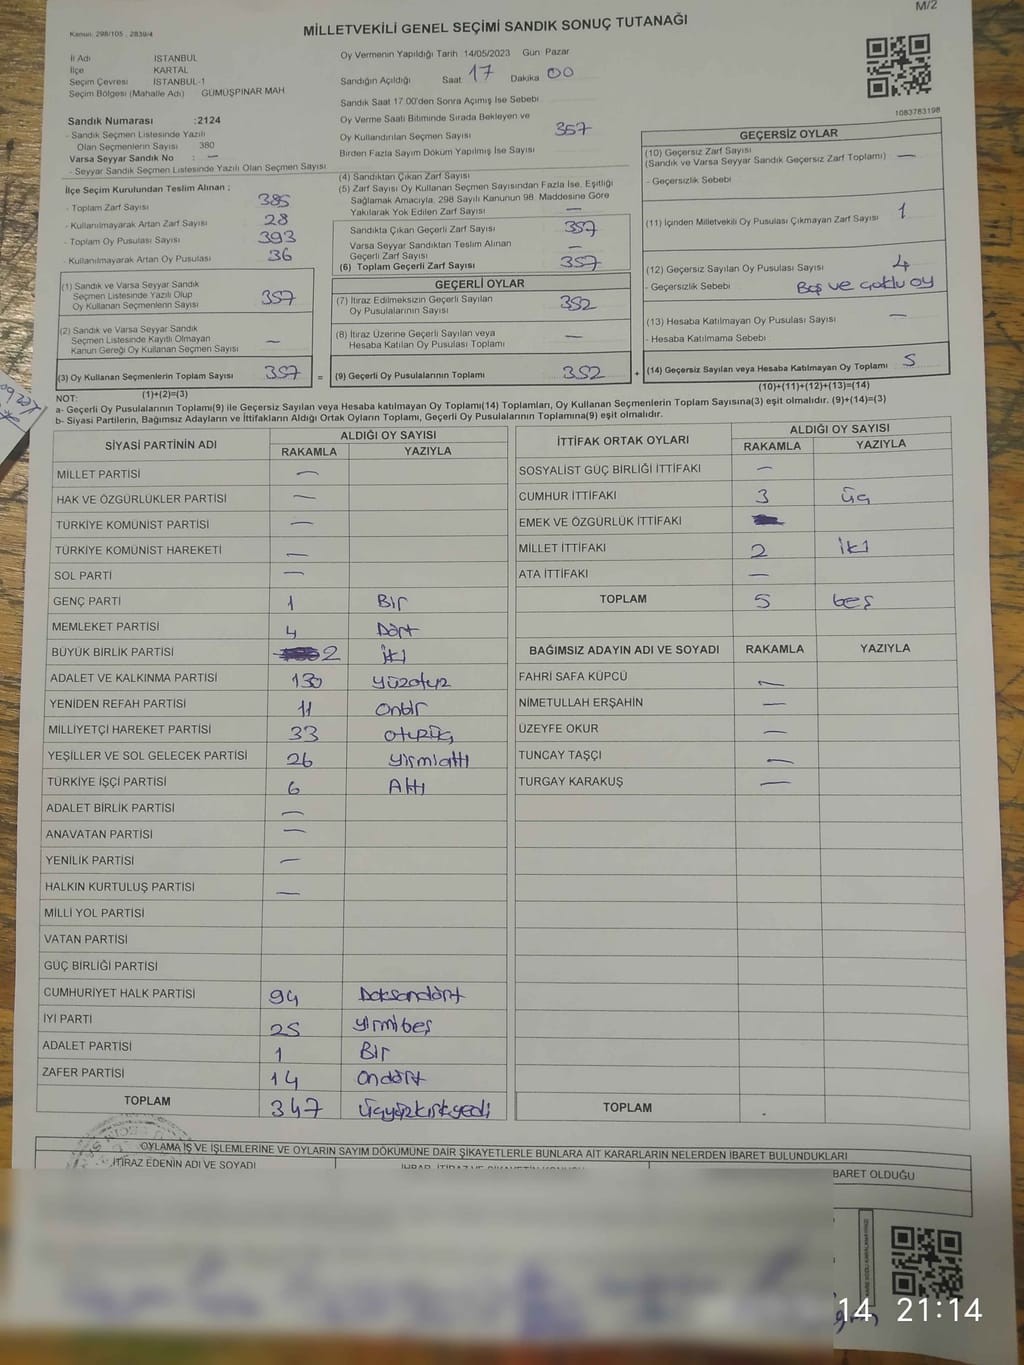 M/2
Kanun: 298/105 , 2839/4
MİLLETVEKİLİ GENEL SEÇİMİ SANDIK SONUÇ TUTANAĞI
İl Adı İSTANBUL
İlçe KARTAL
Seçim Çevresi İSTANBUL-1
Seçim Bölgesi (Mahalle Adı) GÜMÜŞPINAR MAH
Sandık Numarası :2124
- Sandık Seçmen Listesinde Yazılı
Olan Seçmenlerin Sayısı 380
Varsa Seyyar Sandık No : —
- Seyyar Sandık Seçmen Listesinde Yazılı Olan Seçmen Sayısı
İlçe Seçim Kurulundan Teslim Alınan ;
- Toplam Zarf Sayısı 385
- Kullanılmayarak Artan Zarf Sayısı 28
- Toplam Oy Pusulası Sayısı 393
- Kullanılmayarak Artan Oy Pusulası 36
(1) Sandık ve Varsa Seyyar Sandık
Seçmen Listesinde Yazılı Olup
Oy Kullanan Seçmenlerin Sayısı 357
(2) Sandık ve Varsa Seyyar Sandık
Seçmen Listesinde Kayıtlı Olmayan
Kanun Gereği Oy Kullanan Seçmen Sayısı —
(3) Oy Kullanan Seçmenlerin Toplam Sayısı 357 =
(1)+(2)=(3)
Oy Vermenin Yapıldığı Tarih 14/05/2023 Gün: Pazar
Sandığın Açıldığı Saat 17 Dakika 00
Sandık Saat 17.00'den Sonra Açımış İse Sebebi
Oy Verme Saati Bitiminde Sırada Bekleyen ve
Oy Kullandırılan Seçmen Sayısı 357
Birden Fazla Sayım Döküm Yapılmış İse Sayısı
(4) Sandıktan Çıkan Zarf Sayısı
(5) Zarf Sayısı Oy Kullanan Seçmen Sayısından Fazla İse, Eşitliği
Sağlamak Amacıyla, 298 Sayılı Kanunun 98. Maddesine Göre
Yakılarak Yok Edilen Zarf Sayısı —
Sandıkta Çıkan Geçerli Zarf Sayısı 357
Varsa Seyyar Sandıktan Teslim Alınan
Geçerli Zarf Sayısı —
(6) Toplam Geçerli Zarf Sayısı 357
GEÇERLİ OYLAR
(7) İtiraz Edilmeksizin Geçerli Sayılan
Oy Pusulalarının Sayısı 352
(8) İtiraz Üzerine Geçerli Sayılan veya
Hesaba Katılan Oy Pusulası Toplamı —
(9) Geçerli Oy Pusulalarının Toplamı 352 +
1083783198
GEÇERSİZ OYLAR
(10) Geçersiz Zarf Sayısı
(Sandık ve Varsa Seyyar Sandık Geçersiz Zarf Toplamı) —
- Geçersizlik Sebebi
(11) İçinden Milletvekili Oy Pusulası Çıkmayan Zarf Sayısı 1
(12) Geçersiz Sayılan Oy Pusulası Sayısı 4
- Geçersizlik Sebebi Boş ve çoklu oy
(13) Hesaba Katılmayan Oy Pusulası Sayısı —
- Hesaba Katılmama Sebebi
(14) Geçersiz Sayılan veya Hesaba Katılmayan Oy Toplamı 5
(10)+(11)+(12)+(13)=(14)
NOT:
a- Geçerli Oy Pusulalarının Toplamı(9) ile Geçersiz Sayılan veya Hesaba katılmayan Oy Toplamı(14) Toplamları, Oy Kullanan Seçmenlerin Toplam Sayısına(3) eşit olmalıdır. (9)+(14)=(3)
b- Siyasi Partilerin, Bağımsız Adayların ve İttifakların Aldığı Ortak Oyların Toplamı, Geçerli Oy Pusulalarının Toplamına(9) eşit olmalıdır.
SİYASİ PARTİNİN ADI ALDIĞI OY SAYISI
RAKAMLA YAZIYLA
MİLLET PARTİSİ —
HAK VE ÖZGÜRLÜKLER PARTİSİ —
TÜRKİYE KOMÜNİST PARTİSİ —
TÜRKİYE KOMÜNİST HAREKETİ —
SOL PARTİ —
GENÇ PARTİ 1 Bir
MEMLEKET PARTİSİ 4 Dört
BÜYÜK BİRLİK PARTİSİ 2 iki
ADALET VE KALKINMA PARTİSİ 130 yüzotuz
YENİDEN REFAH PARTİSİ 11 Onbir
MİLLİYETÇİ HAREKET PARTİSİ 33 otuzüç
YEŞİLLER VE SOL GELECEK PARTİSİ 26 yirmialtı
TÜRKİYE İŞÇİ PARTİSİ 6 Altı
ADALET BİRLİK PARTİSİ —
ANAVATAN PARTİSİ —
YENİLİK PARTİSİ —
HALKIN KURTULUŞ PARTİSİ —
MİLLİ YOL PARTİSİ
VATAN PARTİSİ
GÜÇ BİRLİĞİ PARTİSİ
CUMHURİYET HALK PARTİSİ 94 Doksandört
İYİ PARTİ 25 yirmibeş
ADALET PARTİSİ 1 Bir
ZAFER PARTİSİ 14 Ondört
TOPLAM 347 üçyüzkırkyedi
İTTİFAK ORTAK OYLARI ALDIĞI OY SAYISI
RAKAMLA YAZIYLA
SOSYALİST GÜÇ BİRLİĞİ İTTİFAKI —
CUMHUR İTTİFAKI 3 üç
EMEK VE ÖZGÜRLÜK İTTİFAKI
MİLLET İTTİFAKI 2 iki
ATA İTTİFAKI —
TOPLAM 5 beş
BAĞIMSIZ ADAYIN ADI VE SOYADI RAKAMLA YAZIYLA
FAHRİ SAFA KÜPCÜ —
NİMETULLAH ERŞAHİN —
ÜZEYFE OKUR —
TUNCAY TAŞÇI —
TURGAY KARAKUŞ —
TOPLAM
OYLAMA İŞ VE İŞLEMLERİNE VE OYLARIN SAYIM DÖKÜMÜNE DAİR ŞİKAYETLERLE BUNLARA AİT KARARLARIN NELERDEN İBARET BULUNDUKLARI
İTİRAZ EDENİN ADI VE SOYADI
BARET OLDUĞU
14 21:14